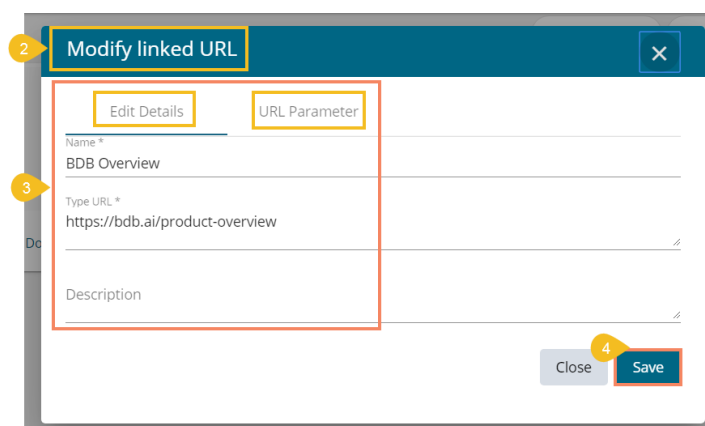 2
Modify linked URL
Edit Details
URL Parameter
Name *
BDB Overview
3
Type URL *
https://bdb.ai/product-overview
Do
Description
4
Close
Save